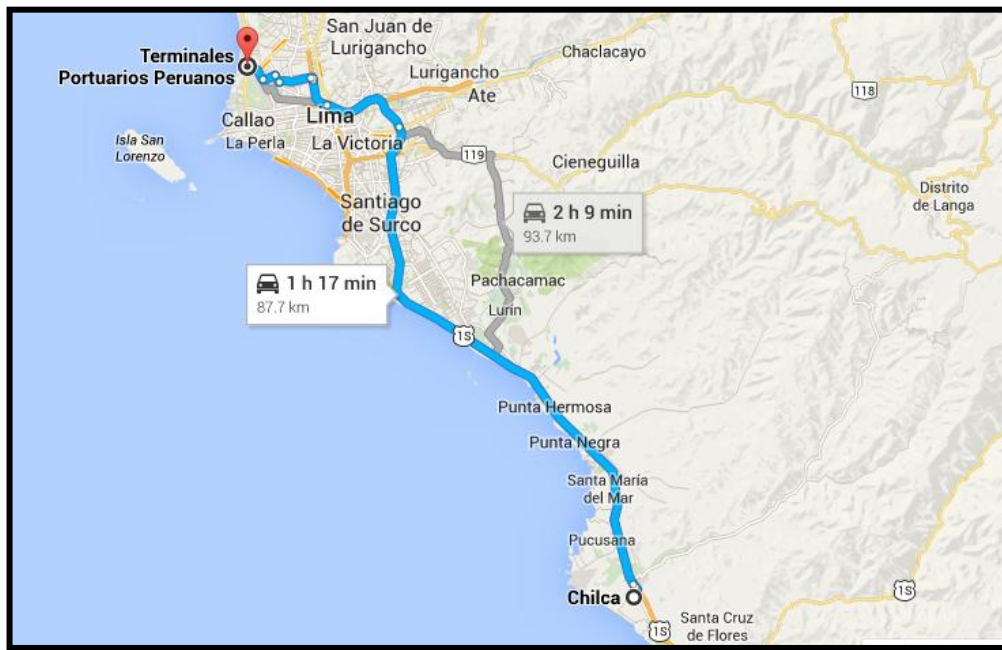 San Juan de
Lurigancho
Terminales
Portuarios Peruanos
Chaclacayo
Lurigancho
Ate
118
Callao
Lima
La Perla
La Victoria
Isla San
Lorenzo
119
Cieneguilla
Distrito
de Langa
Santiago
de Surco
2 h 9 min
93.7 km
1 h 17 min
87.7 km
Pachacamac
Lurín
1S
Punta Hermosa
Punta Negra
Santa María
del Mar
Pucusana
Chilca
1S
Santa Cruz
de Flores
1S